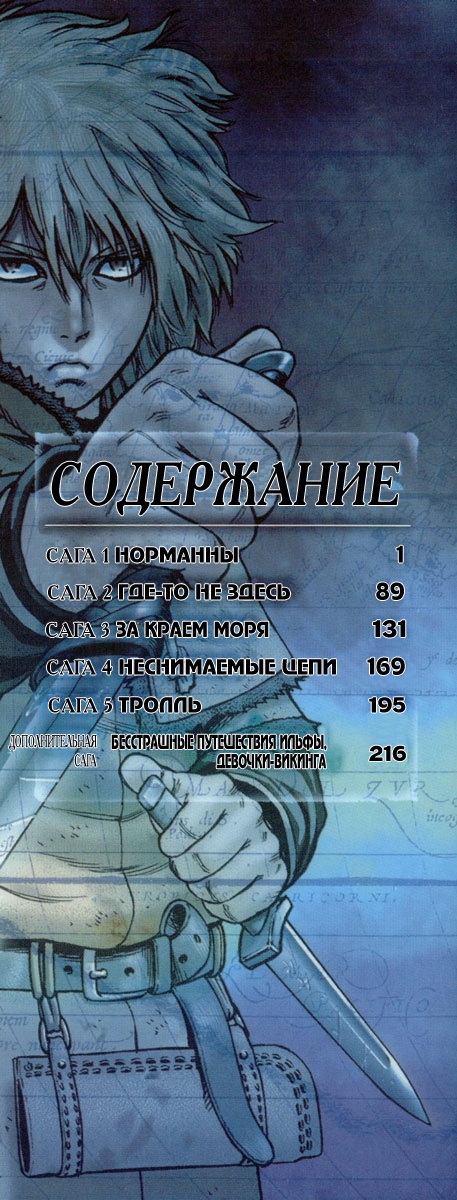 СОДЕРЖАНИЕ
САГА 1 НОРМАННЫ 1
САГА 2 ГДЕ-ТО НЕ ЗДЕСЬ 89
САГА 3 ЗА КРАЕМ МОРЯ 131
САГА 4 НЕСНИМАЕМЫЕ ЦЕПИ 169
САГА 5 ТРОЛЛЬ 195
ДОПОЛНИТЕЛЬНАЯ САГА БЕССТРАШНЫЕ ПУТЕШЕСТВИЯ ИЛЬФЫ,
ДЕВОЧКИ-ВИКИНГА 216